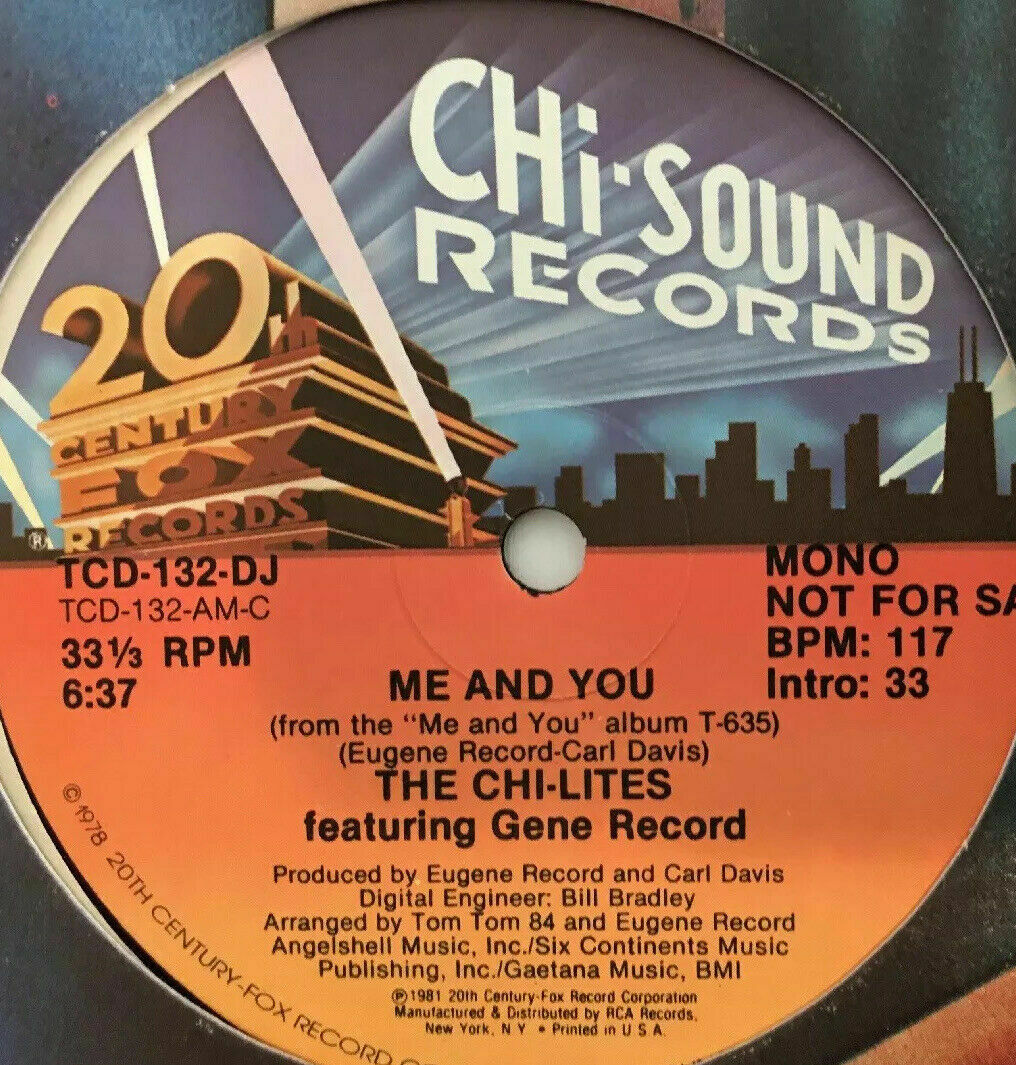 CHi-SOUND
RECORDS
20th
CENTURY
FOX
RECORDS
®
TCD-132-DJ
TCD-132-AM-C
33⅓ RPM
6:37
MONO
NOT FOR SA
BPM: 117
Intro: 33
ME AND YOU
(from the "Me and You" album T-635)
(Eugene Record-Carl Davis)
THE CHI-LITES
featuring Gene Record
Produced by Eugene Record and Carl Davis
Digital Engineer: Bill Bradley
Arranged by Tom Tom 84 and Eugene Record
Angelshell Music, Inc./Six Continents Music
Publishing, Inc./Gaetana Music, BMI
℗1981 20th Century-Fox Record Corporation
Manufactured & Distributed by RCA Records,
New York, N Y • Printed in U S A.
©1978 20TH CENTURY-FOX RECORD